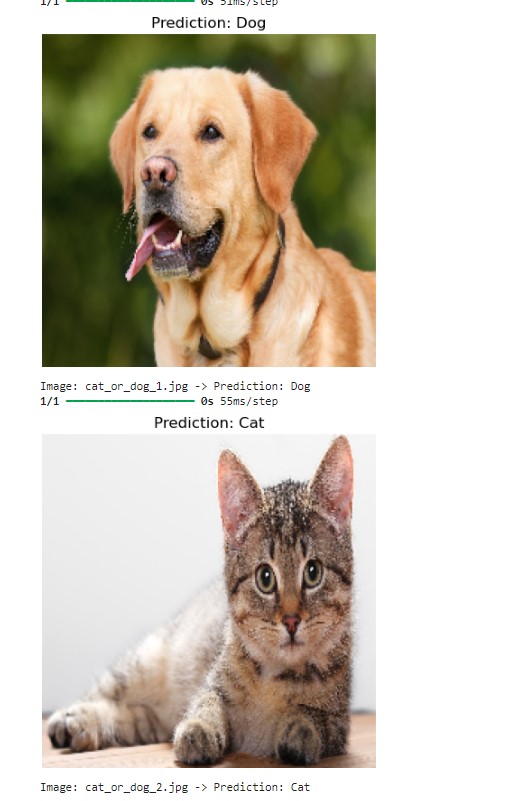 1/1 0s 51ms/step
Prediction: Dog
Image: cat_or_dog_1.jpg -> Prediction: Dog
1/1 0s 55ms/step
Prediction: Cat
Image: cat_or_dog_2.jpg -> Prediction: Cat